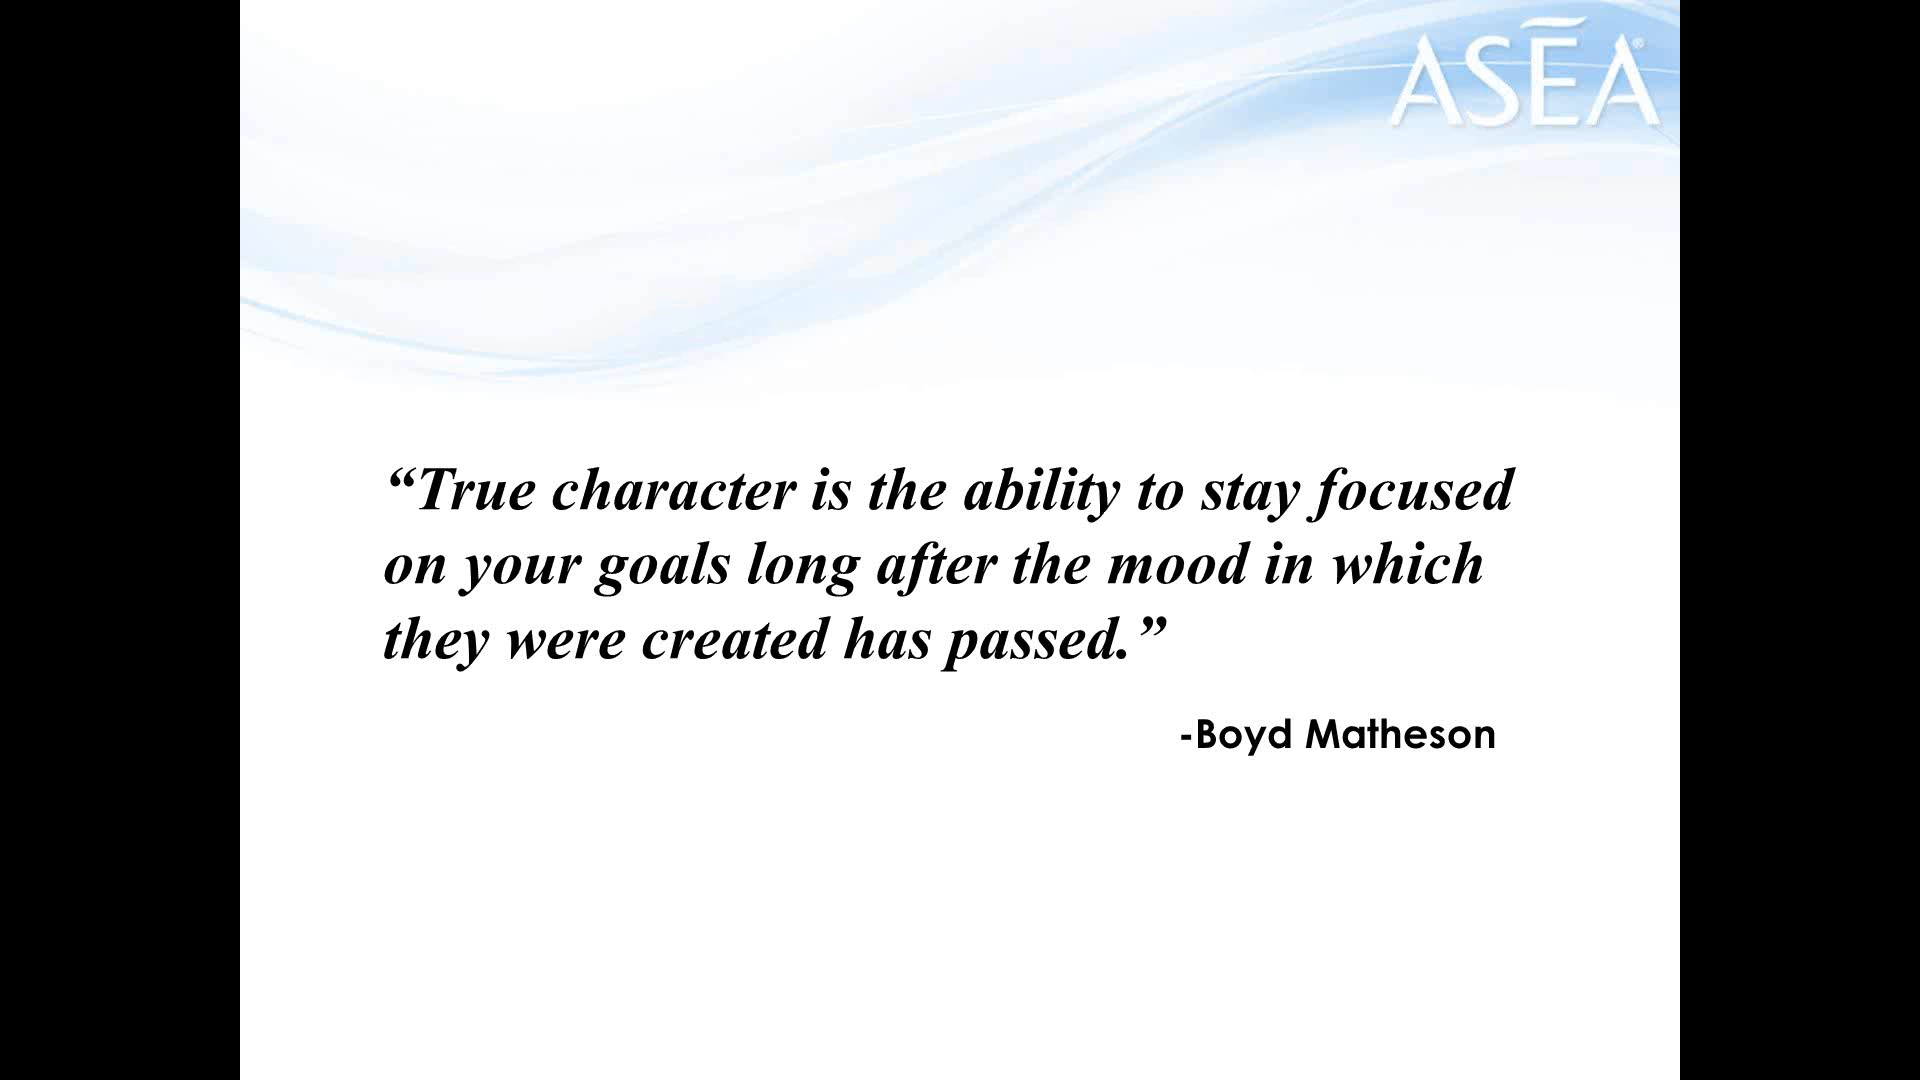 ASĒA®
“True character is the ability to stay focused
on your goals long after the mood in which
they were created has passed.”
-Boyd Matheson